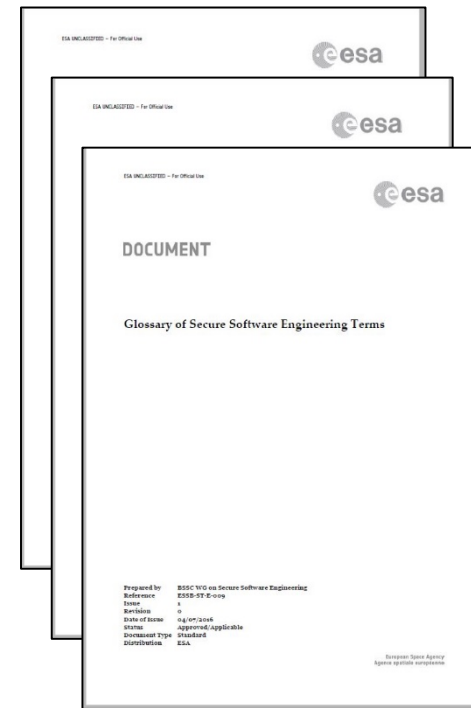 ESA UNCLASSIFIED – For Official Use
esa
ESA UNCLASSIFIED – For Official Use
esa
ESA UNCLASSIFIED – For Official Use
esa
DOCUMENT
Glossary of Secure Software Engineering Terms
Prepared by BSSC WG on Secure Software Engineering
Reference ESSB-ST-E-009
Issue 1
Revision 0
Date of Issue 04/07/2016
Status Approved/Applicable
Document Type Standard
Distribution ESA
European Space Agency
Agence spatiale européenne